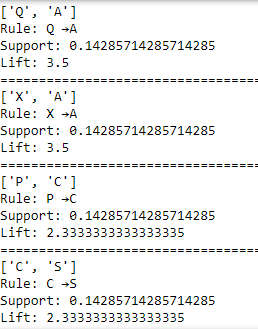 ['Q', 'A']
Rule: Q →A
Support: 0.14285714285714285
Lift: 3.5
==================================
['X', 'A']
Rule: X →A
Support: 0.14285714285714285
Lift: 3.5
==================================
['P', 'C']
Rule: P →C
Support: 0.14285714285714285
Lift: 2.3333333333333335
==================================
['C', 'S']
Rule: C →S
Support: 0.14285714285714285
Lift: 2.3333333333333335